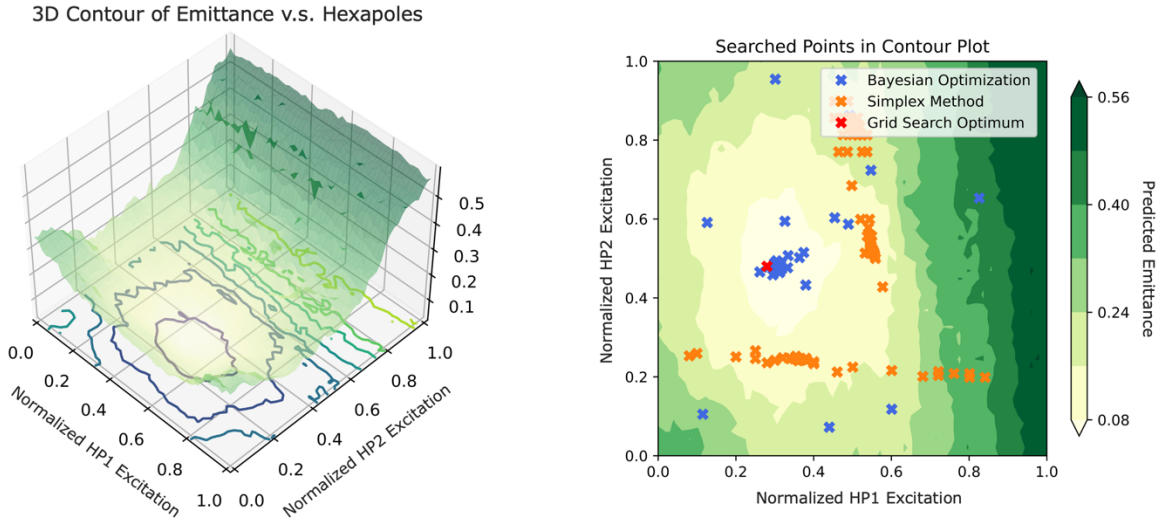 3D Contour of Emittance v.s. Hexapoles
0.5
0.4
0.3
0.2
0.1
0.0
0.2
0.4
0.6
0.8
1.0
Normalized HP1 Excitation
0.0
0.2
0.4
0.6
0.8
1.0
Normalized HP2 Excitation
Searched Points in Contour Plot
Bayesian Optimization
Simplex Method
Grid Search Optimum
1.0
0.8
0.6
0.4
0.2
0.0
Normalized HP2 Excitation
0.0 0.2 0.4 0.6 0.8 1.0
Normalized HP1 Excitation
0.56
0.40
0.24
0.08
Predicted Emittance